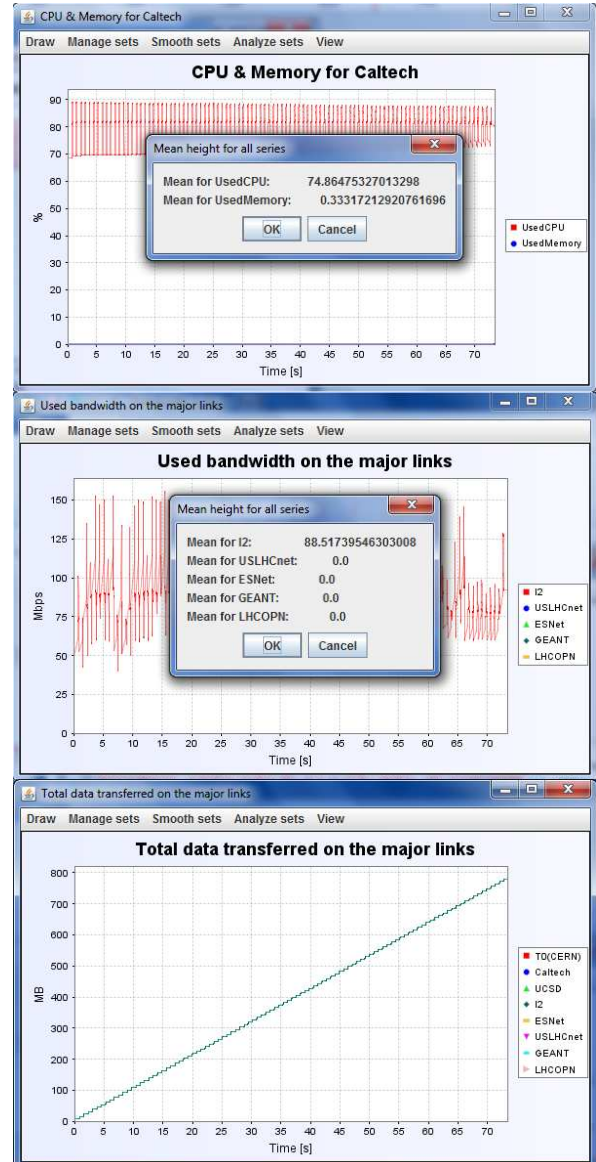 CPU & Memory for Caltech
Draw Manage sets Smooth sets Analyze sets View
CPU & Memory for Caltech
90
80
70
60
50
40
30
20
10
0
%
Mean height for all series
Mean for UsedCPU: 74.86475327013298
Mean for UsedMemory: 0.33317212920761696
OK Cancel
UsedCPU
UsedMemory
0 5 10 15 20 25 30 35 40 45 50 55 60 65 70
Time [s]
Used bandwidth on the major links
Draw Manage sets Smooth sets Analyze sets View
Used bandwidth on the major links
150
125
100
75
50
25
0
Mbps
Mean height for all series
Mean for I2: 88.51739546303008
Mean for USLHCnet: 0.0
Mean for ESNet: 0.0
Mean for GEANT: 0.0
Mean for LHCOPN: 0.0
OK Cancel
I2
USLHCnet
ESNet
GEANT
LHCOPN
0 5 10 15 20 25 30 35 40 45 50 55 60 65 70
Time [s]
Total data transferred on the major links
Draw Manage sets Smooth sets Analyze sets View
Total data transferred on the major links
800
700
600
500
400
300
200
100
0
MB
T0(CERN)
Caltech
UCSD
I2
ESNet
USLHCnet
GEANT
LHCOPN
0 5 10 15 20 25 30 35 40 45 50 55 60 65 70
Time [s]